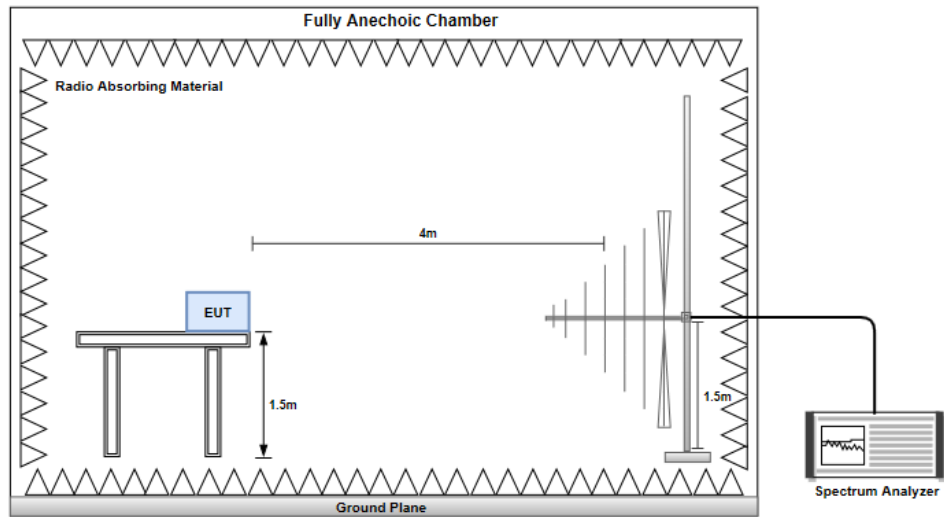 Fully Anechoic Chamber
Radio Absorbing Material
4m
EUT
1.5m
1.5m
Spectrum Analyzer
Ground Plane